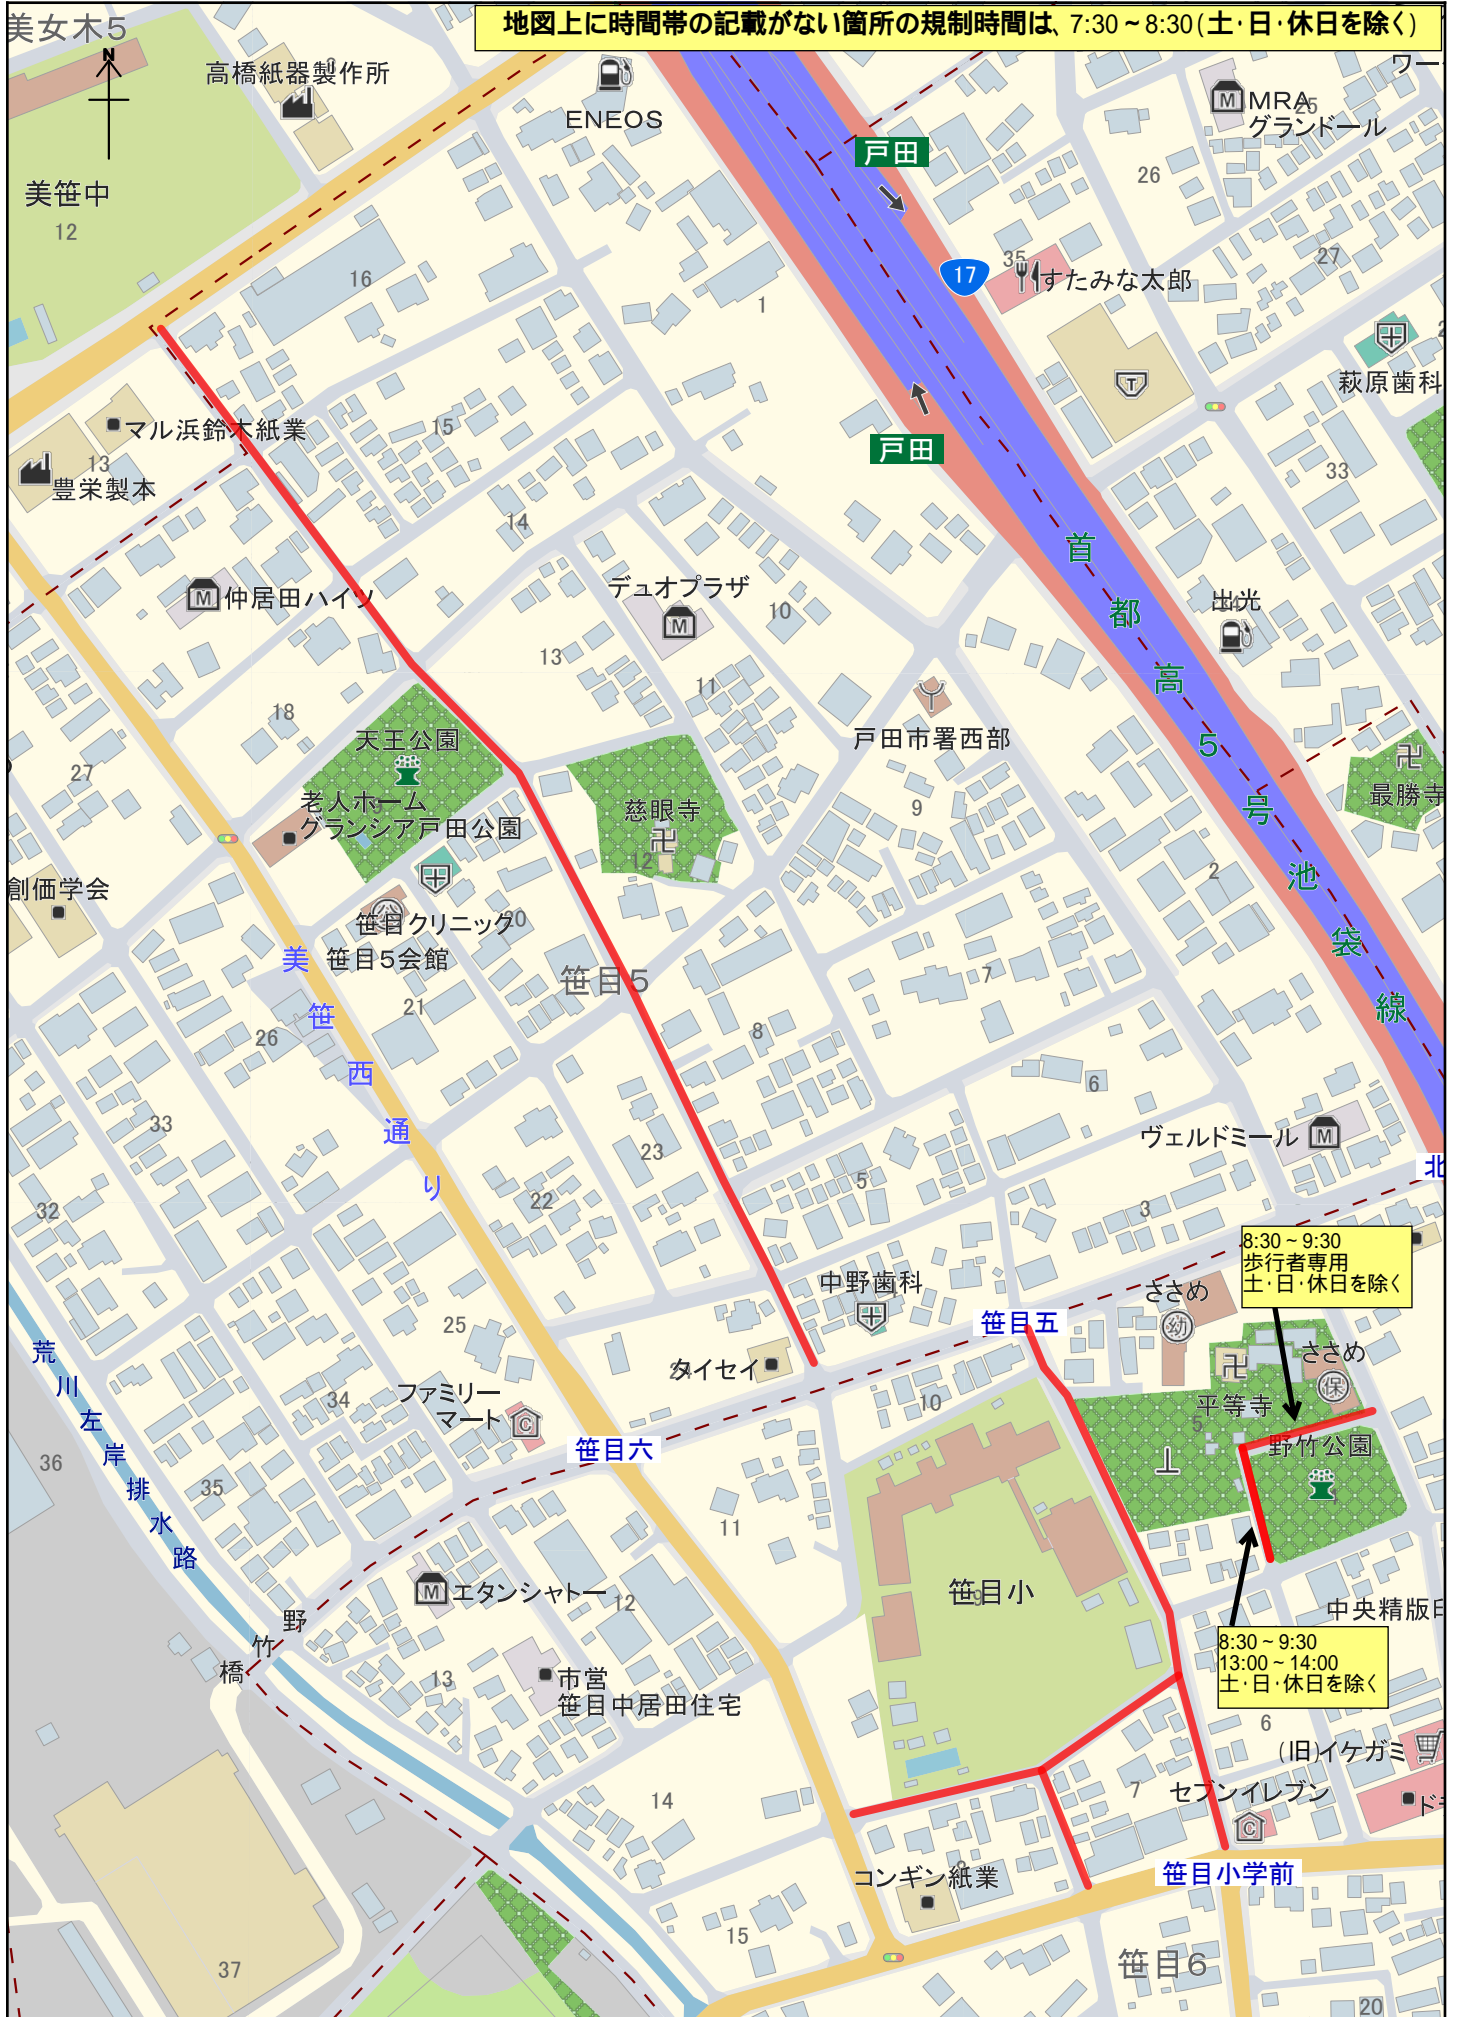 地図上に時間帯の記載がない箇所の規制時間は、7:30～8:30(土・日・休日を除く)
美女木5
N
高橋紙器製作所
ENEOS
ワー
MRA
グランドール
25
戸田
26
美笹中
12
16
1
17
35
すたみな太郎
27
萩原歯科
マル浜鈴木紙業
15
戸田
13
豊栄製本
33
14
首都高5号池袋線
仲居田ハイツ
デュオプラザ
10
出光
13
11
18
天王公園
戸田市署西部
27
老人ホーム
グランシア戸田公園
慈眼寺
12
9
最勝寺
2
創価学会
笹目クリニック
20
笹目5会館
笹目5
7
美笹西通り
21
26
8
6
33
23
ヴェルドミール
5
22
32
3
北
8:30～9:30
歩行者専用
土・日・休日を除く
中野歯科
ささめ
幼
笹目五
25
荒川左岸排水路
タイセイ
ささめ
保
ファミリー
マート
C
34
10
平等寺
5
笹目六
野竹公園
36
35
11
エタンシャトー
12
笹目小
9
中央精版印
野竹橋
8:30～9:30
13:00～14:00
土・日・休日を除く
13
市営
笹目中居田住宅
6
(旧)イケガミ
7
セブンイレブン
C
14
コンギン紙業
笹目小学前
15
笹目6
37
20